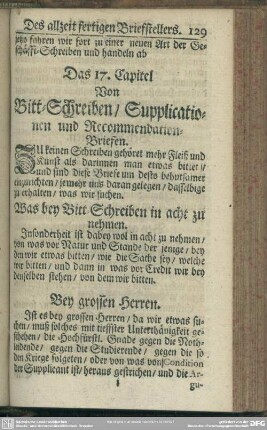 Des allzeit fertigen Briefstellers. 129
fahren wir fort zu einer neuen Art der Ge-
schäfft-Schreiben und handeln ab
Das 17. Capitel
Von
Bitt-Schreiben/ Supplicatio-
nen und Recommendation-
Briefen.
ZU keinen Schreiben gehöret mehr Fleiß und
Kunst als darinnen man etwas bittet/
und sind diese Briefe um desto behutsamer
einzurichten/ jemehr uns daran gelegen/ dasselbige
zu erhalten/ was wir suchen.
Was bey Bitt Schreiben in acht zu
nehmen.
Insonderheit ist dabey wol in acht zu nehmen/
von was vor Natur und Stande der jenige/ bey
dem wir etwas bitten/ wie die Sache sey/ welche
wir bitten/ und dann in was vor Credit wir bey
denselben stehen/ von dem wir bitten.
Bey grossen Herren.
Ist es bey grossen Herren/ da wir etwas su-
chen/ muß solches mit tieffster Unterthänigkeit ge-
schehen/ die Hochfürstl. Gnade gegen die Noth-
leidende/ gegen die Studierende/ gegen die so
dem Kriege folgeten/ oder von was vor Condition
der Supplicant ist/ heraus gestrichen/ und die Ar-
gu-